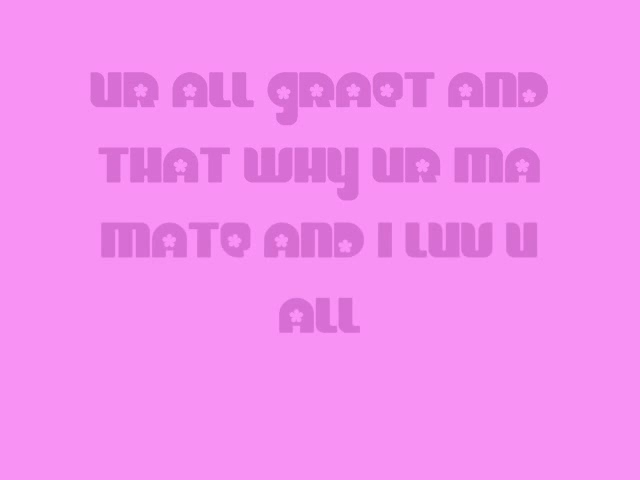 UR ALL GRAET AND
THAT WHY UR MA
MATE AND I LUV U
ALL